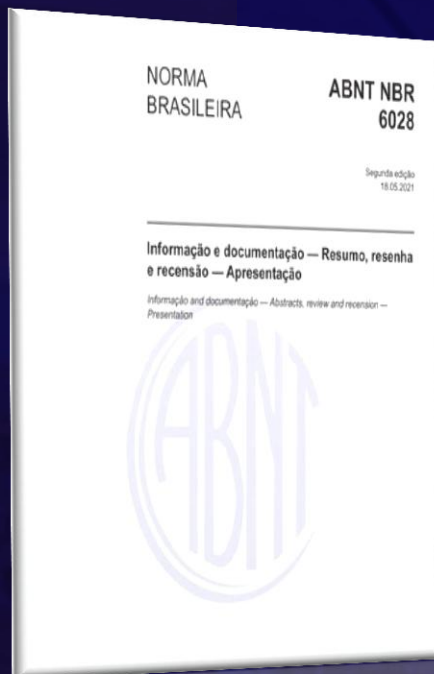 NORMA
BRASILEIRA
ABNT NBR
6028
Segunda edição
18.05.2021
Informação e documentação — Resumo, resenha
e recensão — Apresentação
Informação and documentação — Abstracts, review and recension —
Presentation
ABNT